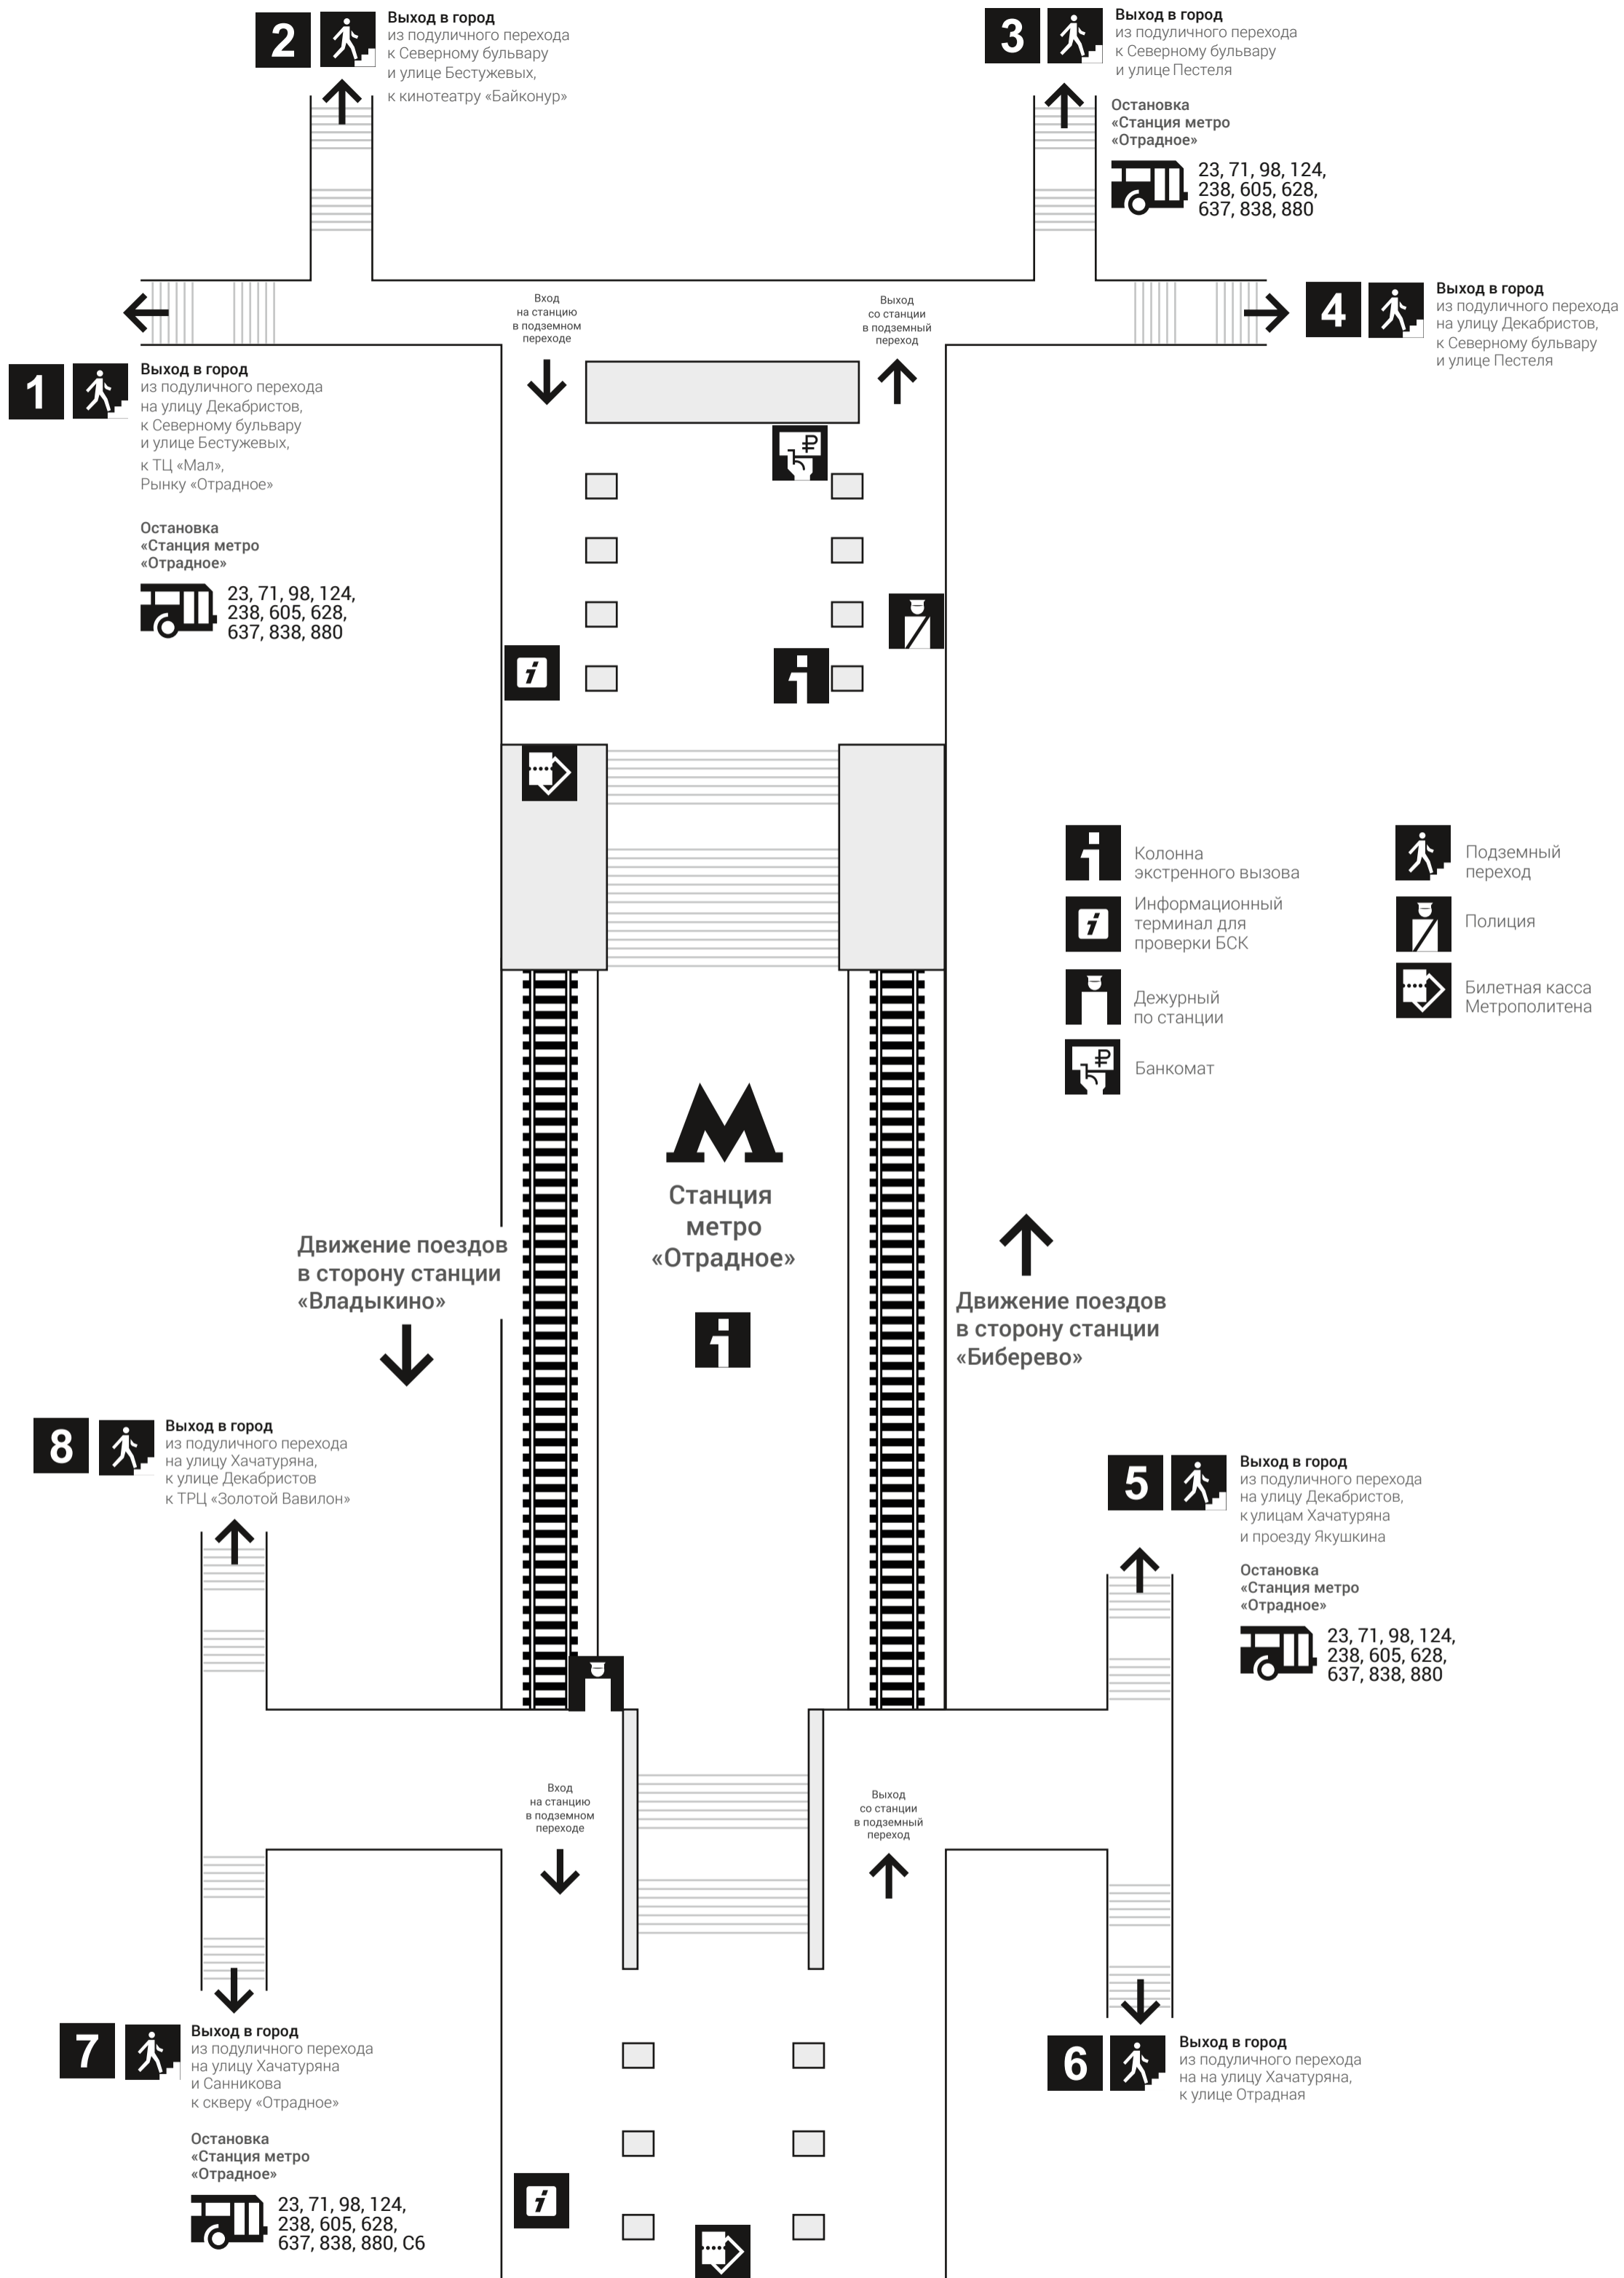 2
Выход в город
из подуличного перехода
к Северному бульвару
и улице Бестужевых,
к кинотеатру «Байконур»
3
Выход в город
из подуличного перехода
к Северному бульвару
и улице Пестеля
Остановка
«Станция метро
«Отрадное»
23, 71, 98, 124,
238, 605, 628,
637, 838, 880
4
Выход в город
из подуличного перехода
на улицу Декабристов,
к Северному бульвару
и улице Пестеля
Вход
на станцию
в подземном
переходе
Выход
со станции
в подземный
переход
1
Выход в город
из подуличного перехода
на улицу Декабристов,
к Северному бульвару
и улице Бестужевых,
к ТЦ «Мал»,
Рынку «Отрадное»
Остановка
«Станция метро
«Отрадное»
23, 71, 98, 124,
238, 605, 628,
637, 838, 880
Колонна
экстренного вызова
Информационный
терминал для
проверки БСК
Дежурный
по станции
Банкомат
Подземный
переход
Полиция
Билетная касса
Метрополитена
Станция
метро
«Отрадное»
Движение поездов
в сторону станции
«Владыкино»
Движение поездов
в сторону станции
«Биберево»
8
Выход в город
из подуличного перехода
на улицу Хачатуряна,
к улице Декабристов
к ТРЦ «Золотой Вавилон»
5
Выход в город
из подуличного перехода
на улицу Декабристов,
к улицам Хачатуряна
и проезду Якушкина
Остановка
«Станция метро
«Отрадное»
23, 71, 98, 124,
238, 605, 628,
637, 838, 880
Вход
на станцию
в подземном
переходе
Выход
со станции
в подземный
переход
7
Выход в город
из подуличного перехода
на улицу Хачатуряна
и Санникова
к скверу «Отрадное»
Остановка
«Станция метро
«Отрадное»
23, 71, 98, 124,
238, 605, 628,
637, 838, 880, С6
6
Выход в город
из подуличного перехода
на на улицу Хачатуряна,
к улице Отрадная